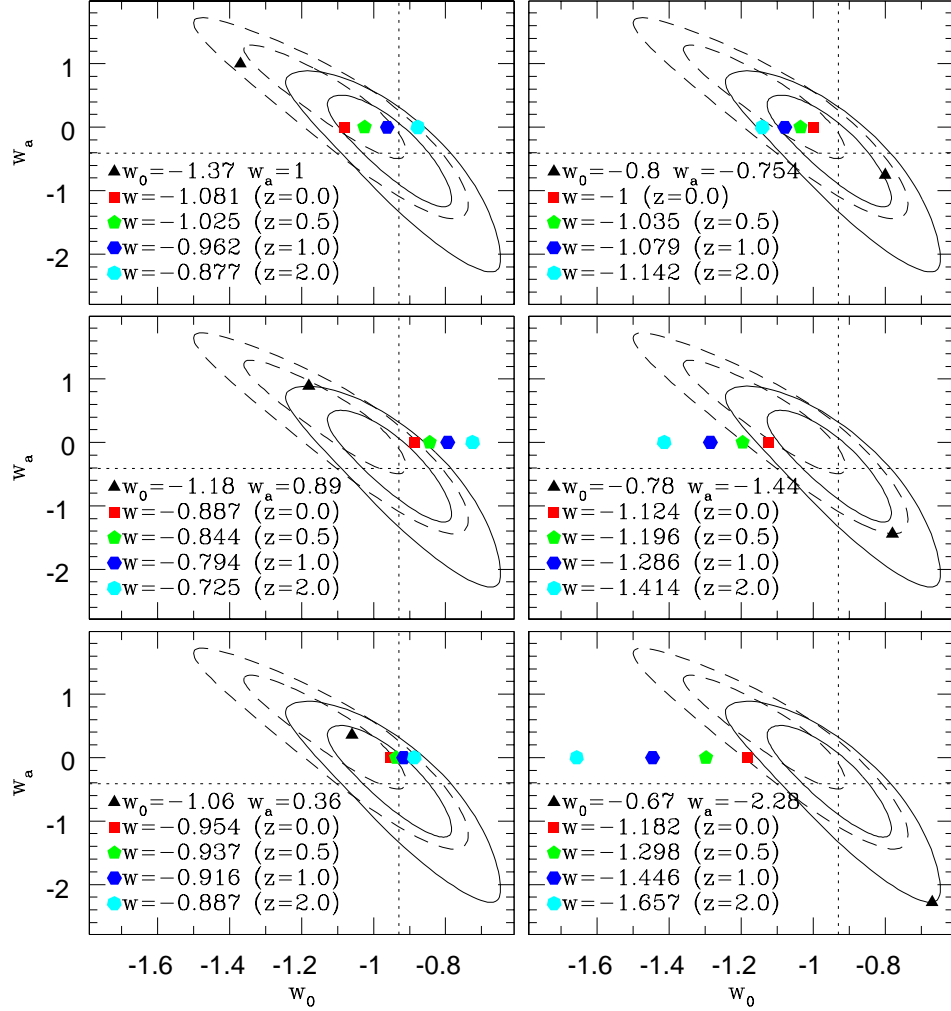 1
0
-1
-2
w_a
▲w_0=−1.37 w_a=1
■w=−1.081 (z=0.0)
⬟w=−1.025 (z=0.5)
⬢w=−0.962 (z=1.0)
●w=−0.877 (z=2.0)
▲w_0=−0.8 w_a=−0.754
■w=−1 (z=0.0)
⬟w=−1.035 (z=0.5)
⬢w=−1.079 (z=1.0)
●w=−1.142 (z=2.0)
1
0
-1
-2
w_a
▲w_0=−1.18 w_a=0.89
■w=−0.887 (z=0.0)
⬟w=−0.844 (z=0.5)
⬢w=−0.794 (z=1.0)
●w=−0.725 (z=2.0)
▲w_0=−0.78 w_a=−1.44
■w=−1.124 (z=0.0)
⬟w=−1.196 (z=0.5)
⬢w=−1.286 (z=1.0)
●w=−1.414 (z=2.0)
1
0
-1
-2
w_a
▲w_0=−1.06 w_a=0.36
■w=−0.954 (z=0.0)
⬟w=−0.937 (z=0.5)
⬢w=−0.916 (z=1.0)
●w=−0.887 (z=2.0)
▲w_0=−0.67 w_a=−2.28
■w=−1.182 (z=0.0)
⬟w=−1.298 (z=0.5)
⬢w=−1.446 (z=1.0)
●w=−1.657 (z=2.0)
-1.6 -1.4 -1.2 -1 -0.8
w_0
-1.6 -1.4 -1.2 -1 -0.8
w_0